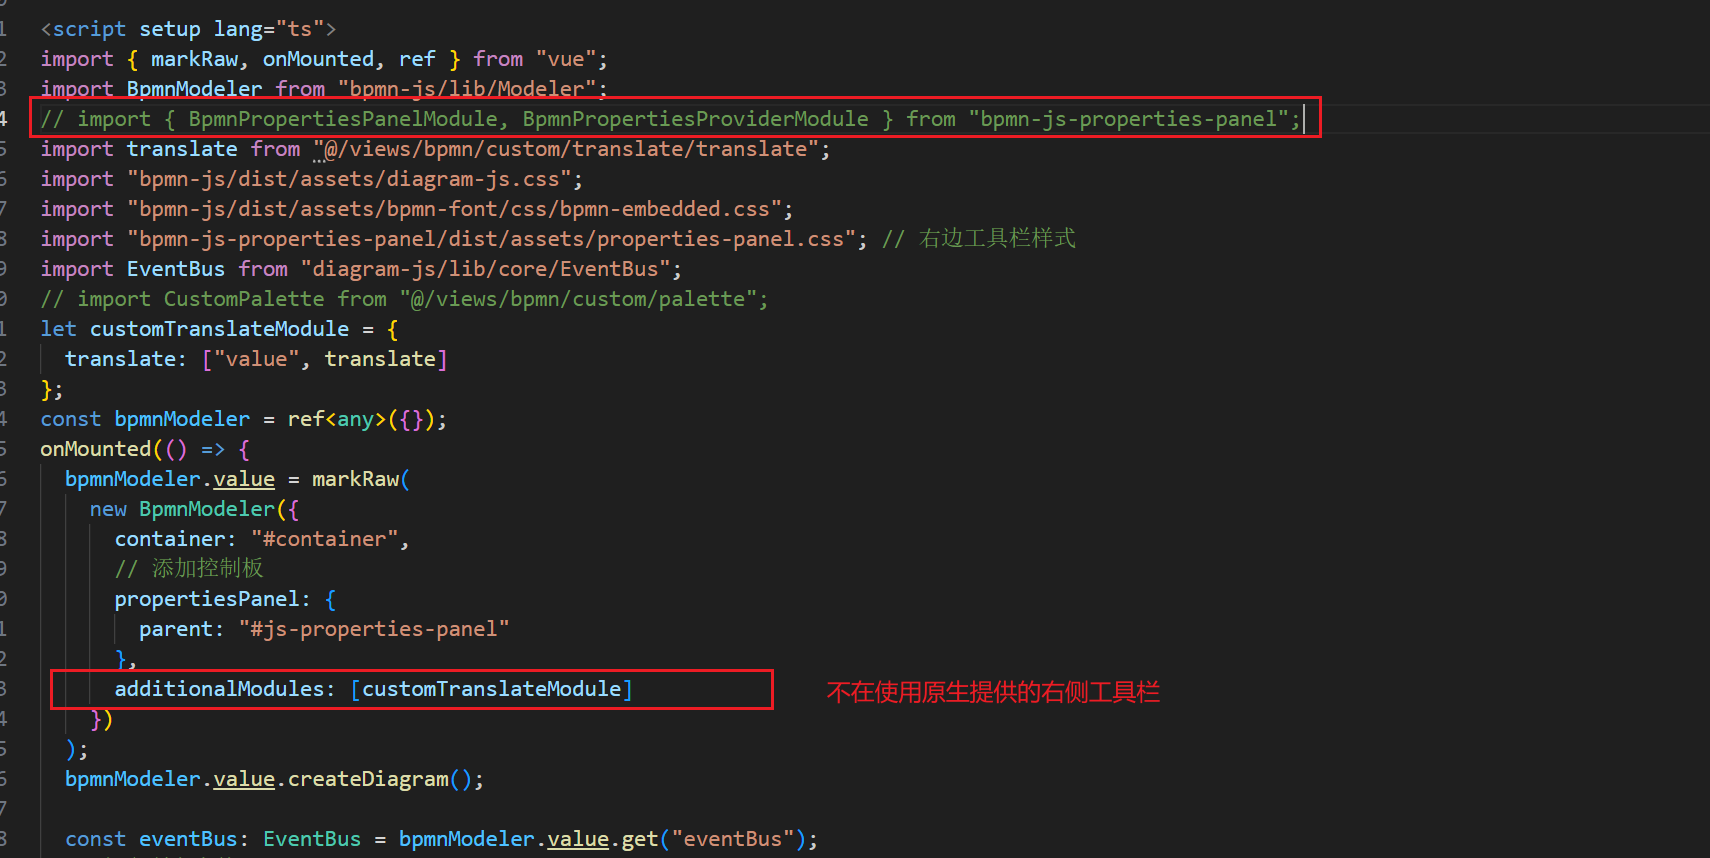 <script setup lang="ts">
import { markRaw, onMounted, ref } from "vue";
import BpmnModeler from "bpmn-js/lib/Modeler";
// import { BpmnPropertiesPanelModule, BpmnPropertiesProviderModule } from "bpmn-js-properties-panel";
import translate from "@/views/bpmn/custom/translate/translate";
import "bpmn-js/dist/assets/diagram-js.css";
import "bpmn-js/dist/assets/bpmn-font/css/bpmn-embedded.css";
import "bpmn-js-properties-panel/dist/assets/properties-panel.css"; // 右边工具栏样式
import EventBus from "diagram-js/lib/core/EventBus";
// import CustomPalette from "@/views/bpmn/custom/palette";
let customTranslateModule = {
  translate: ["value", translate]
};
const bpmnModeler = ref<any>({});
onMounted(() => {
  bpmnModeler.value = markRaw(
    new BpmnModeler({
      container: "#container",
      // 添加控制板
      propertiesPanel: {
        parent: "#js-properties-panel"
      },
      additionalModules: [customTranslateModule] 不在使用原生提供的右侧工具栏
    })
  );
  bpmnModeler.value.createDiagram();
  const eventBus: EventBus = bpmnModeler.value.get("eventBus");